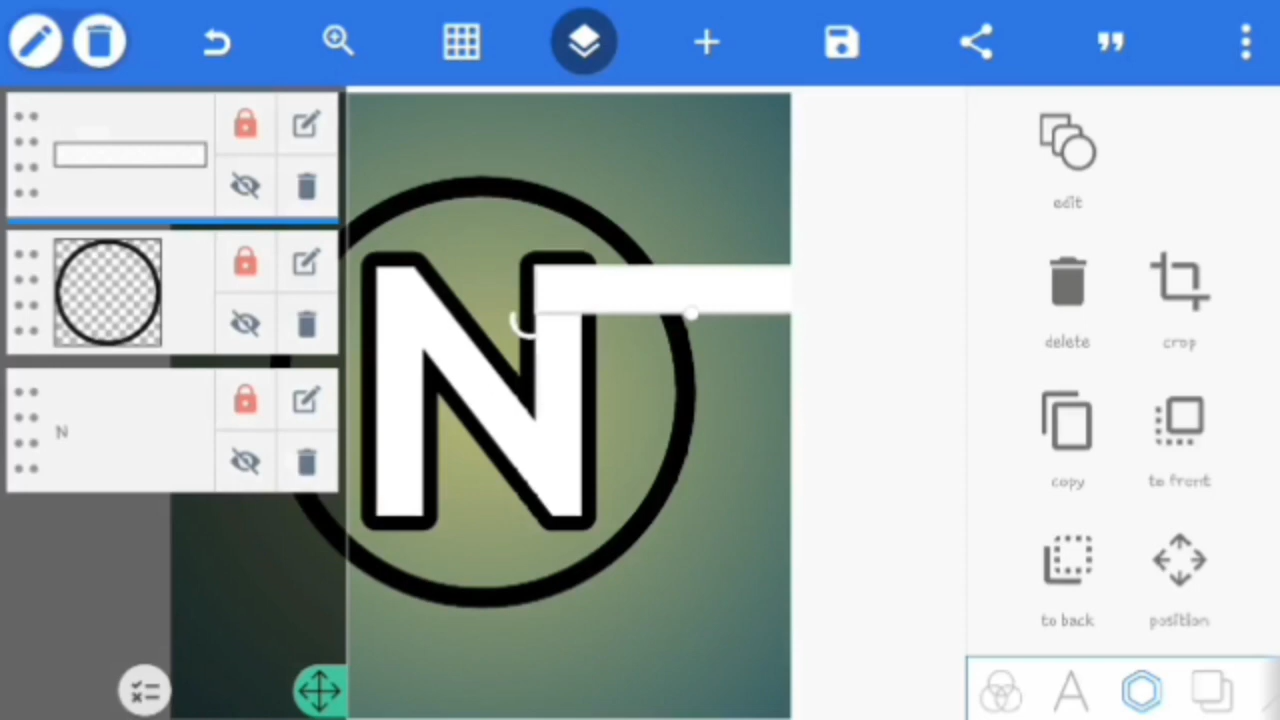 edit
N
delete
crop
N
copy
to front
to back
position